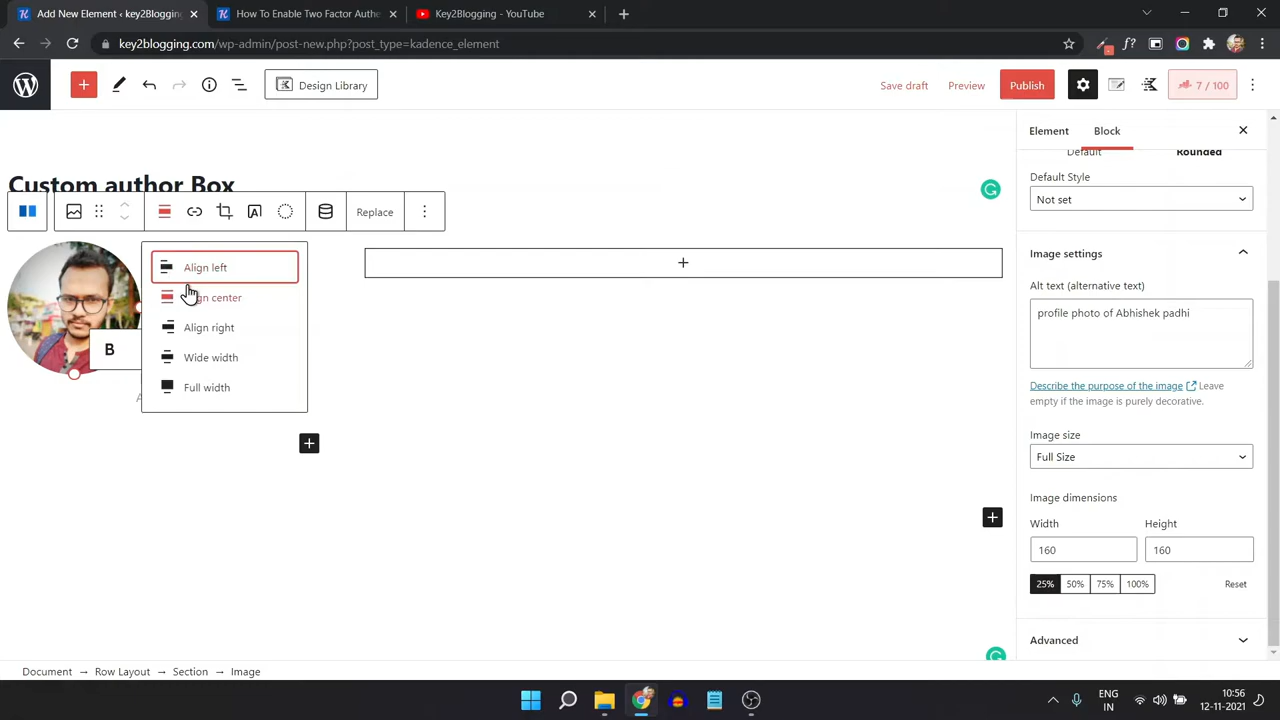 Add New Element ‹ key2blogging
How To Enable Two Factor Authe
Key2Blogging - YouTube
key2blogging.com/wp-admin/post-new.php?post_type=kadence_element
Design Library
Save draft
Preview
Publish
7 / 100
Element
Block
Default
Rounded
Custom author Box
Replace
Default Style
Not set
Align left
Align center
Align right
Wide width
Full width
B
Image settings
Alt text (alternative text)
profile photo of Abhishek padhi
Describe the purpose of the image Leave
empty if the image is purely decorative.
Image size
Full Size
Image dimensions
Width
Height
160
160
25%
50%
75%
100%
Reset
Advanced
Document → Row Layout → Section → Image
ENG
IN
10:56
12-11-2021